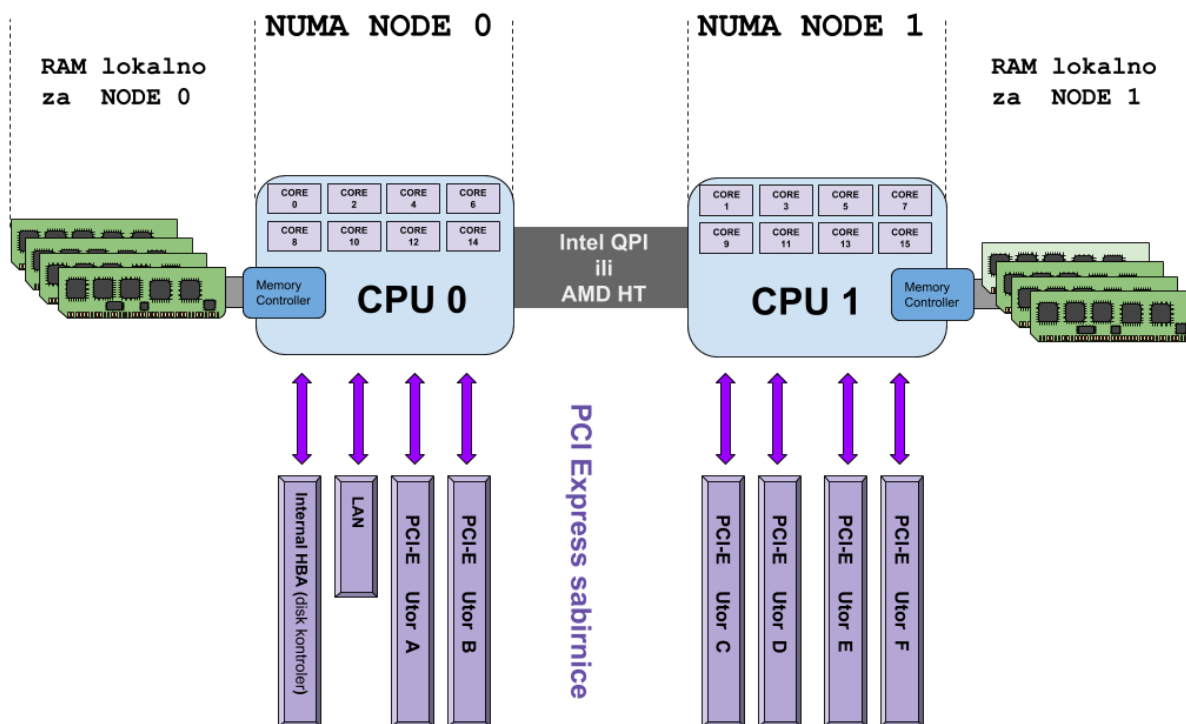 NUMA NODE 0
NUMA NODE 1
RAM lokalno
za NODE 0
RAM lokalno
za NODE 1
CORE
0
CORE
2
CORE
4
CORE
6
CORE
8
CORE
10
CORE
12
CORE
14
Memory
Controller
CPU 0
Intel QPI
ili
AMD HT
CORE
1
CORE
3
CORE
5
CORE
7
CORE
9
CORE
11
CORE
13
CORE
15
CPU 1
Memory
Controller
Internal HBA (disk kontroler)
LAN
PCI-E Utor A
PCI-E Utor B
PCI Express sabirnice
PCI-E Utor C
PCI-E Utor D
PCI-E Utor E
PCI-E Utor F